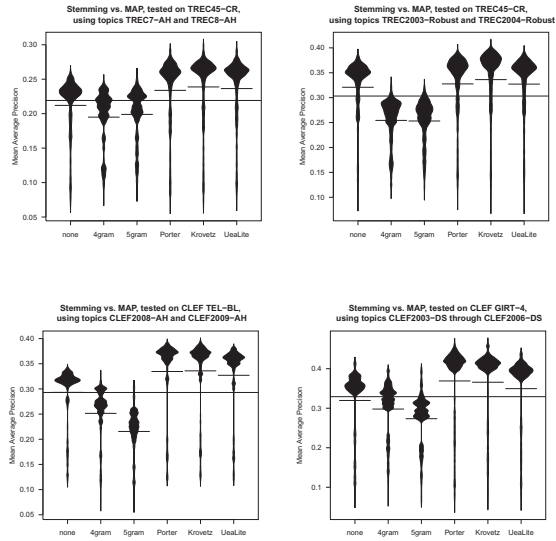 Stemming vs. MAP, tested on TREC45−CR,
using topics TREC7−AH and TREC8−AH
Mean Average Precison
0.30
0.25
0.20
0.15
0.10
0.05
none 4gram 5gram Porter Krovetz UeaLite
Stemming vs. MAP, tested on TREC45−CR,
using topics TREC2003−Robust and TREC2004−Robust
Mean Average Precison
0.40
0.35
0.30
0.25
0.20
0.15
0.10
none 4gram 5gram Porter Krovetz UeaLite
Stemming vs. MAP, tested on CLEF TEL−BL,
using topics CLEF2008−AH and CLEF2009−AH
Mean Average Precison
0.40
0.35
0.30
0.25
0.20
0.15
0.10
0.05
none 4gram 5gram Porter Krovetz UeaLite
Stemming vs. MAP, tested on CLEF GIRT−4,
using topics CLEF2003−DS through CLEF2006−DS
Mean Average Precison
0.4
0.3
0.2
0.1
none 4gram 5gram Porter Krovetz UeaLite